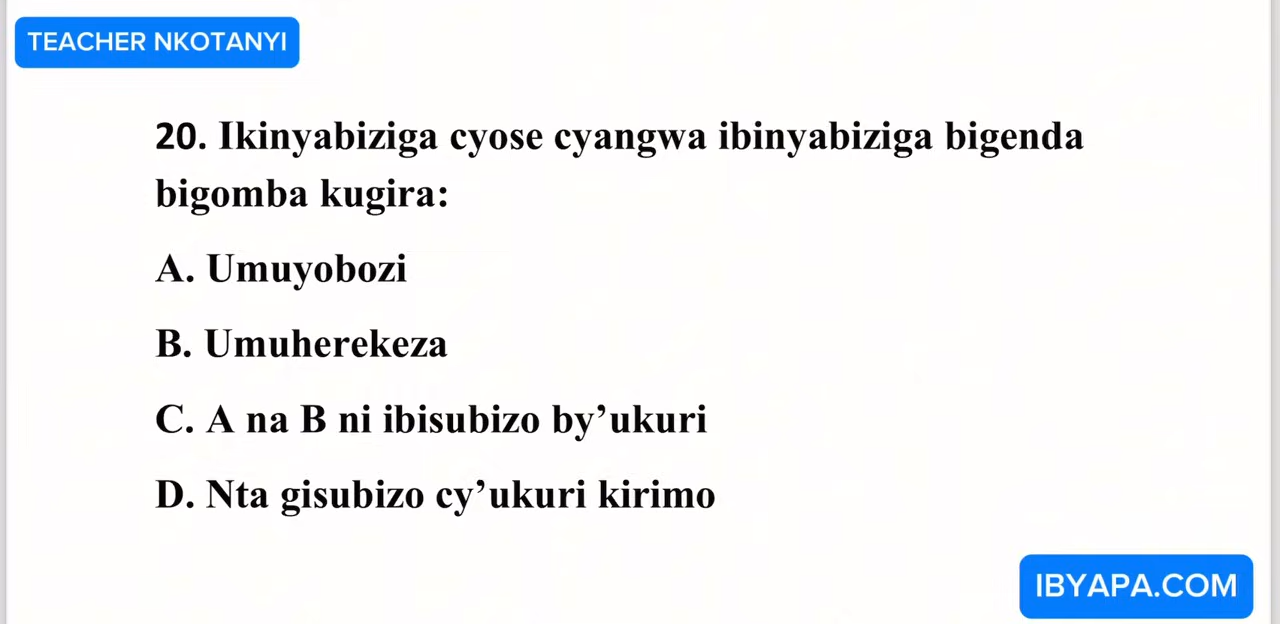 TEACHER NKOTANYI
20. Ikinyabiziga cyose cyangwa ibinyabiziga bigenda
bigomba kugira:
A. Umuyobozi
B. Umuherekeza
C. A na B ni ibisubizo by’ukuri
D. Nta gisubizo cy’ukuri kirimo
IBYAPA.COM